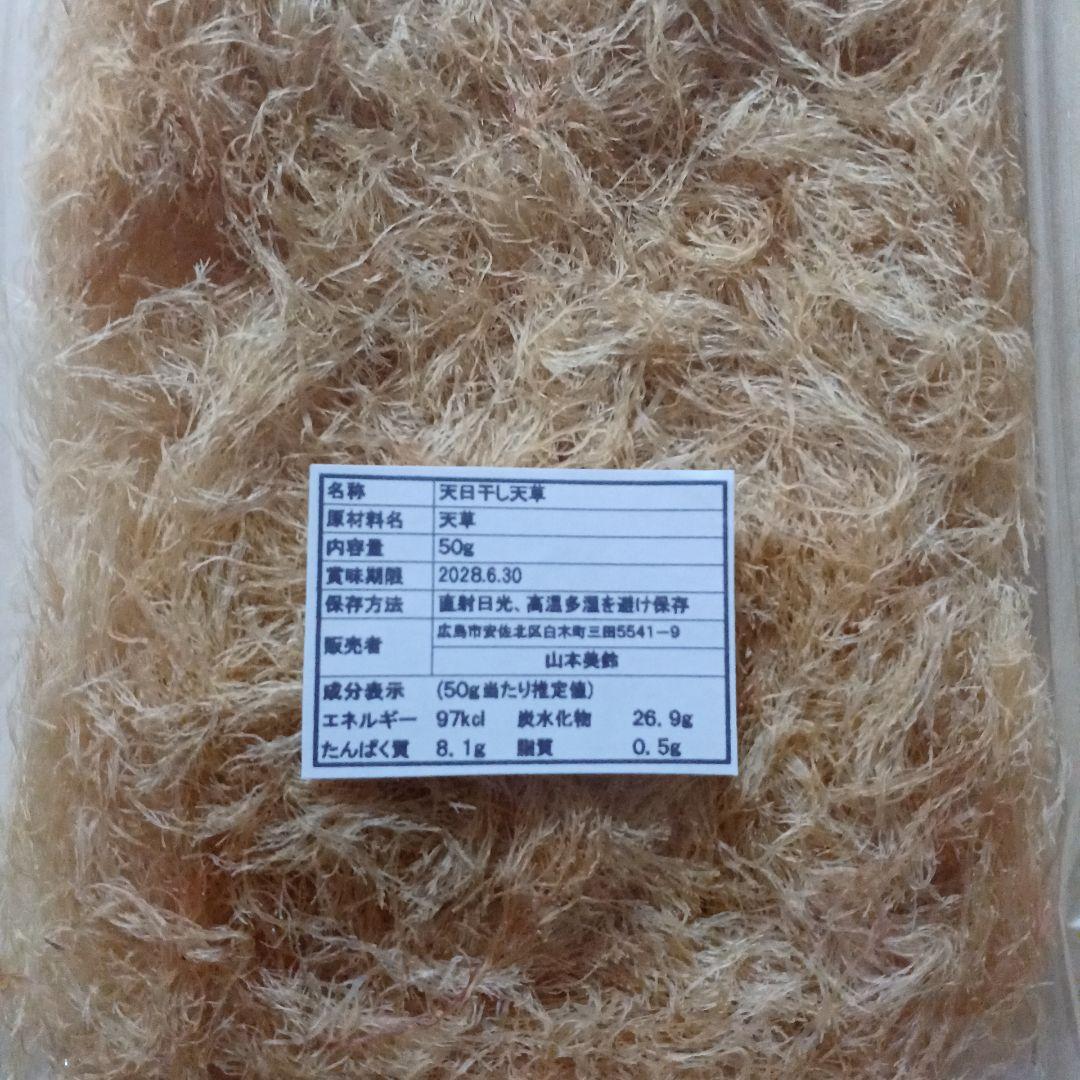 名称 天日干し天草
原材料名 天草
内容量 50g
賞味期限 2028.6.30
保存方法 直射日光、高温多湿を避け保存
販売者 広島市安佐北区白木町三田5541-9
山本美鈴
成分表示 (50g当たり推定値)
エネルギー 97kcl 炭水化物 26.9g
たんぱく質 8.1g 脂質 0.5g